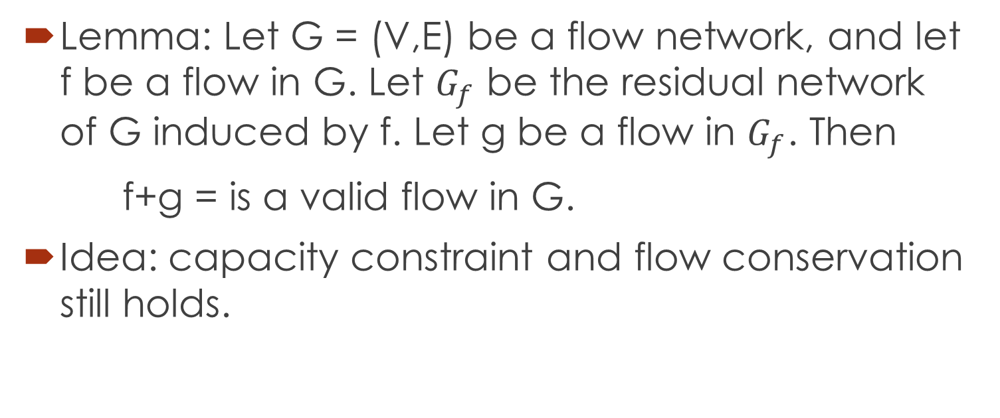 Lemma: Let G = (V,E) be a flow network, and let
f be a flow in G. Let G_f be the residual network
of G induced by f. Let g be a flow in G_f. Then
f+g = is a valid flow in G.
Idea: capacity constraint and flow conservation
still holds.